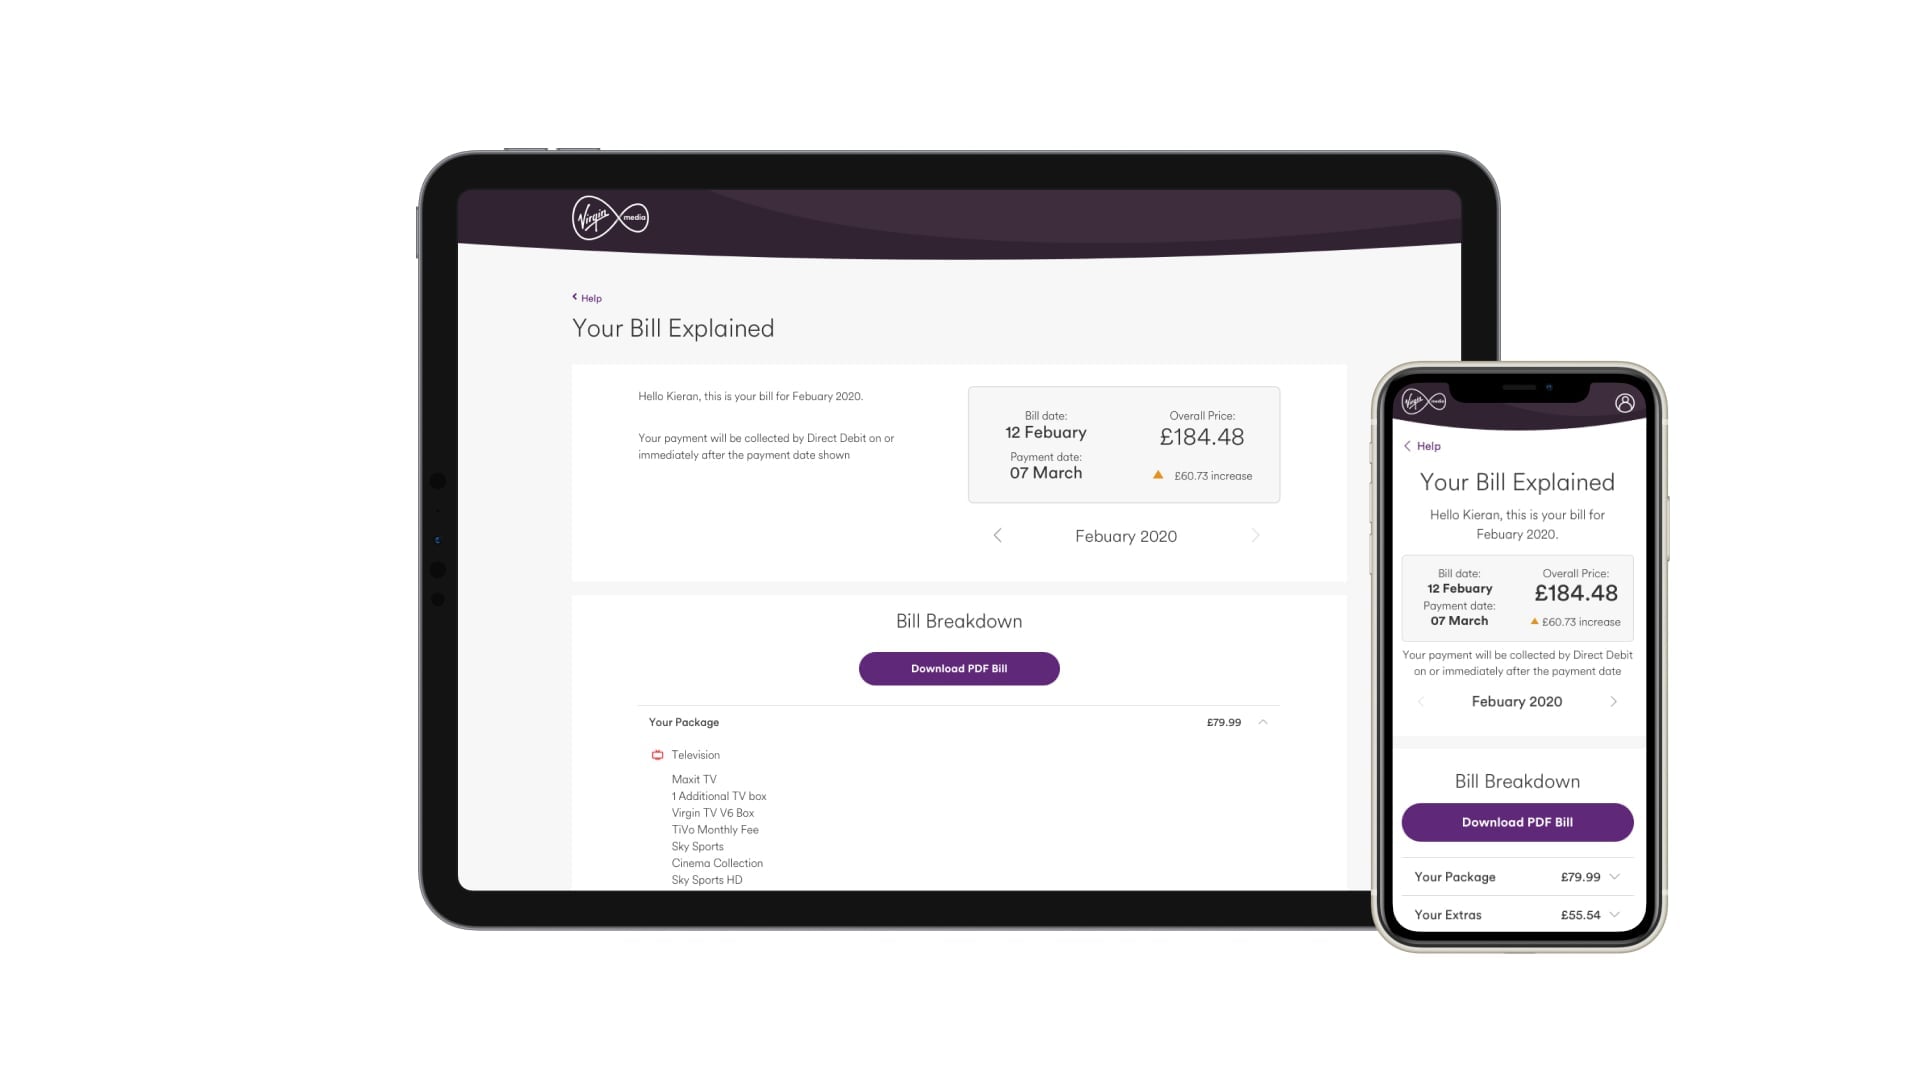 Virgin media
Help
Your Bill Explained
Hello Kieran, this is your bill for Febuary 2020.
Your payment will be collected by Direct Debit on or
immediately after the payment date shown
Bill date:
12 Febuary
Payment date:
07 March
Overall Price:
£184.48
£60.73 increase
Febuary 2020
Bill Breakdown
Download PDF Bill
Your Package £79.99
Television
Maxit TV
1 Additional TV box
Virgin TV V6 Box
TiVo Monthly Fee
Sky Sports
Cinema Collection
Sky Sports HD
Virgin media
Help
Your Bill Explained
Hello Kieran, this is your bill for
Febuary 2020.
Bill date:
12 Febuary
Payment date:
07 March
Overall Price:
£184.48
£60.73 increase
Your payment will be collected by Direct Debit
on or immediately after the payment date
Febuary 2020
Bill Breakdown
Download PDF Bill
Your Package £79.99
Your Extras £55.54